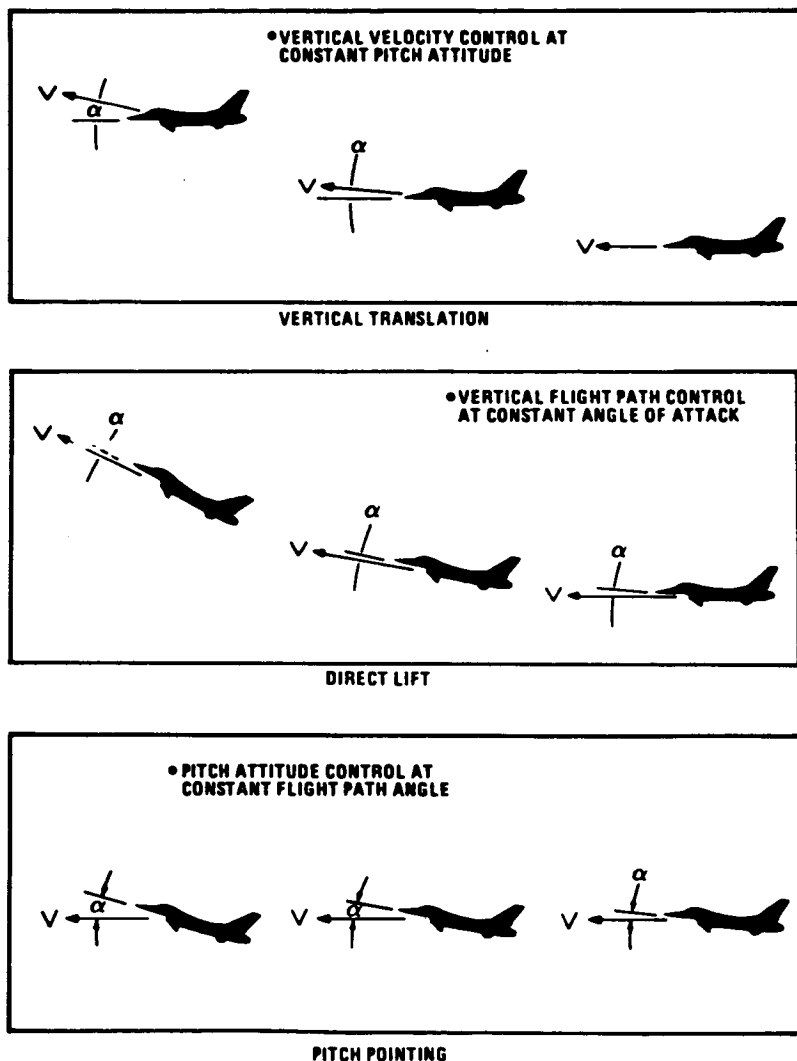 •VERTICAL VELOCITY CONTROL AT
CONSTANT PITCH ATTITUDE
V
α
α
V
V
VERTICAL TRANSLATION
•VERTICAL FLIGHT PATH CONTROL
AT CONSTANT ANGLE OF ATTACK
α
V
α
V
α
V
DIRECT LIFT
•PITCH ATTITUDE CONTROL AT
CONSTANT FLIGHT PATH ANGLE
α
V
α
V
α
V
PITCH POINTING